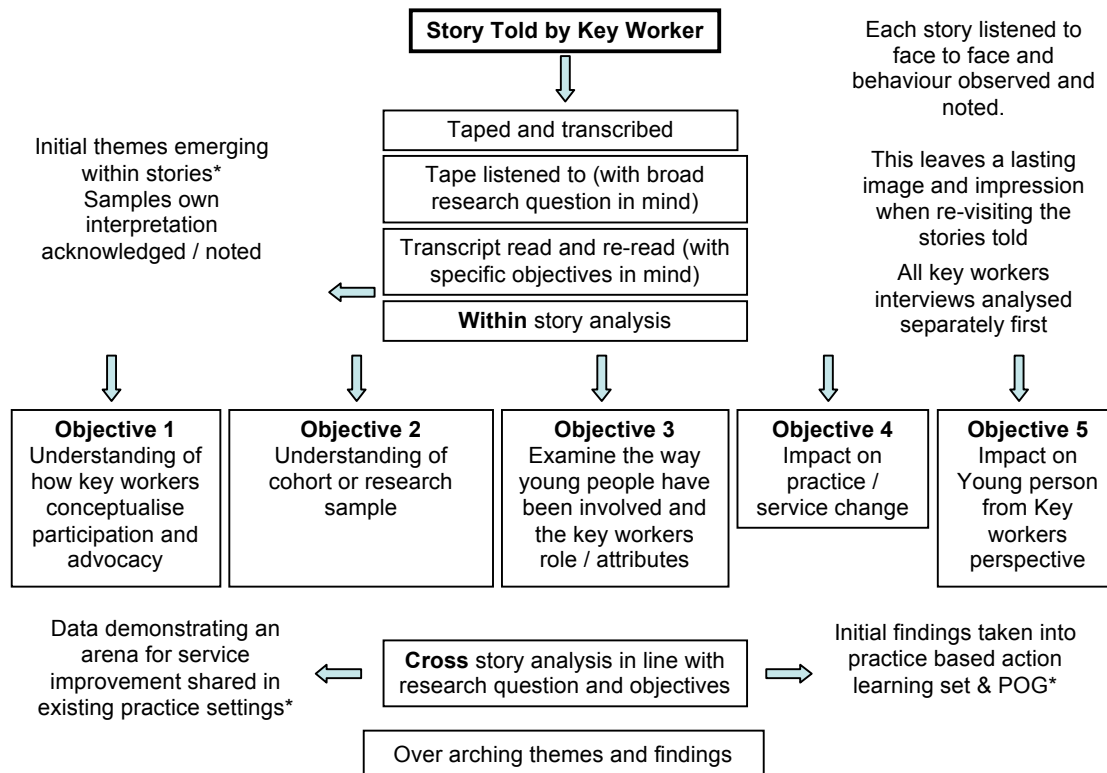 Story Told by Key Worker
Each story listened to
face to face and
behaviour observed and
noted.
This leaves a lasting
image and impression
when re-visiting the
stories told
All key workers
interviews analysed
separately first
Taped and transcribed
Tape listened to (with broad
research question in mind)
Transcript read and re-read (with
specific objectives in mind)
Within story analysis
Initial themes emerging
within stories*
Samples own
interpretation
acknowledged / noted
Objective 1
Understanding of
how key workers
conceptualise
participation and
advocacy
Objective 2
Understanding of
cohort or research
sample
Objective 3
Examine the way
young people have
been involved and
the key workers
role / attributes
Objective 4
Impact on
practice /
service change
Objective 5
Impact on
Young person
from Key
workers
perspective
Data demonstrating an
arena for service
improvement shared in
existing practice settings*
Cross story analysis in line with
research question and objectives
Initial findings taken into
practice based action
learning set & POG*
Over arching themes and findings